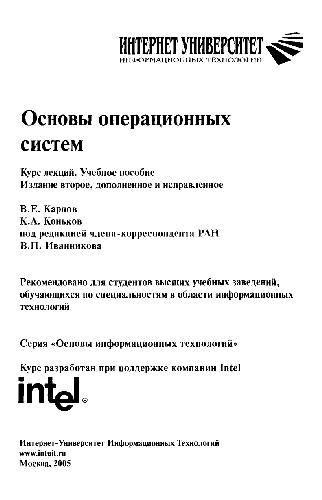 ИНТЕРНЕТ УНИВЕРСИТЕТ
ИНФОРМАЦИОННЫХ ТЕХНОЛОГИЙ
Основы операционных
систем
Курс лекций. Учебное пособие
Издание второе, дополненное и исправленное
В.Е. Карпов
К.А. Коньков
под редакцией члена-корреспондента РАН
В.П. Иванникова
Рекомендовано для студентов высших учебных заведений,
обучающихся по специальностям в области информационных
технологий
Серия «Основы информационных технологий»
Курс разработан при поддержке компании Intel
intel®
Интернет-Университет Информационных Технологий
www.intuit.ru
Москва, 2005